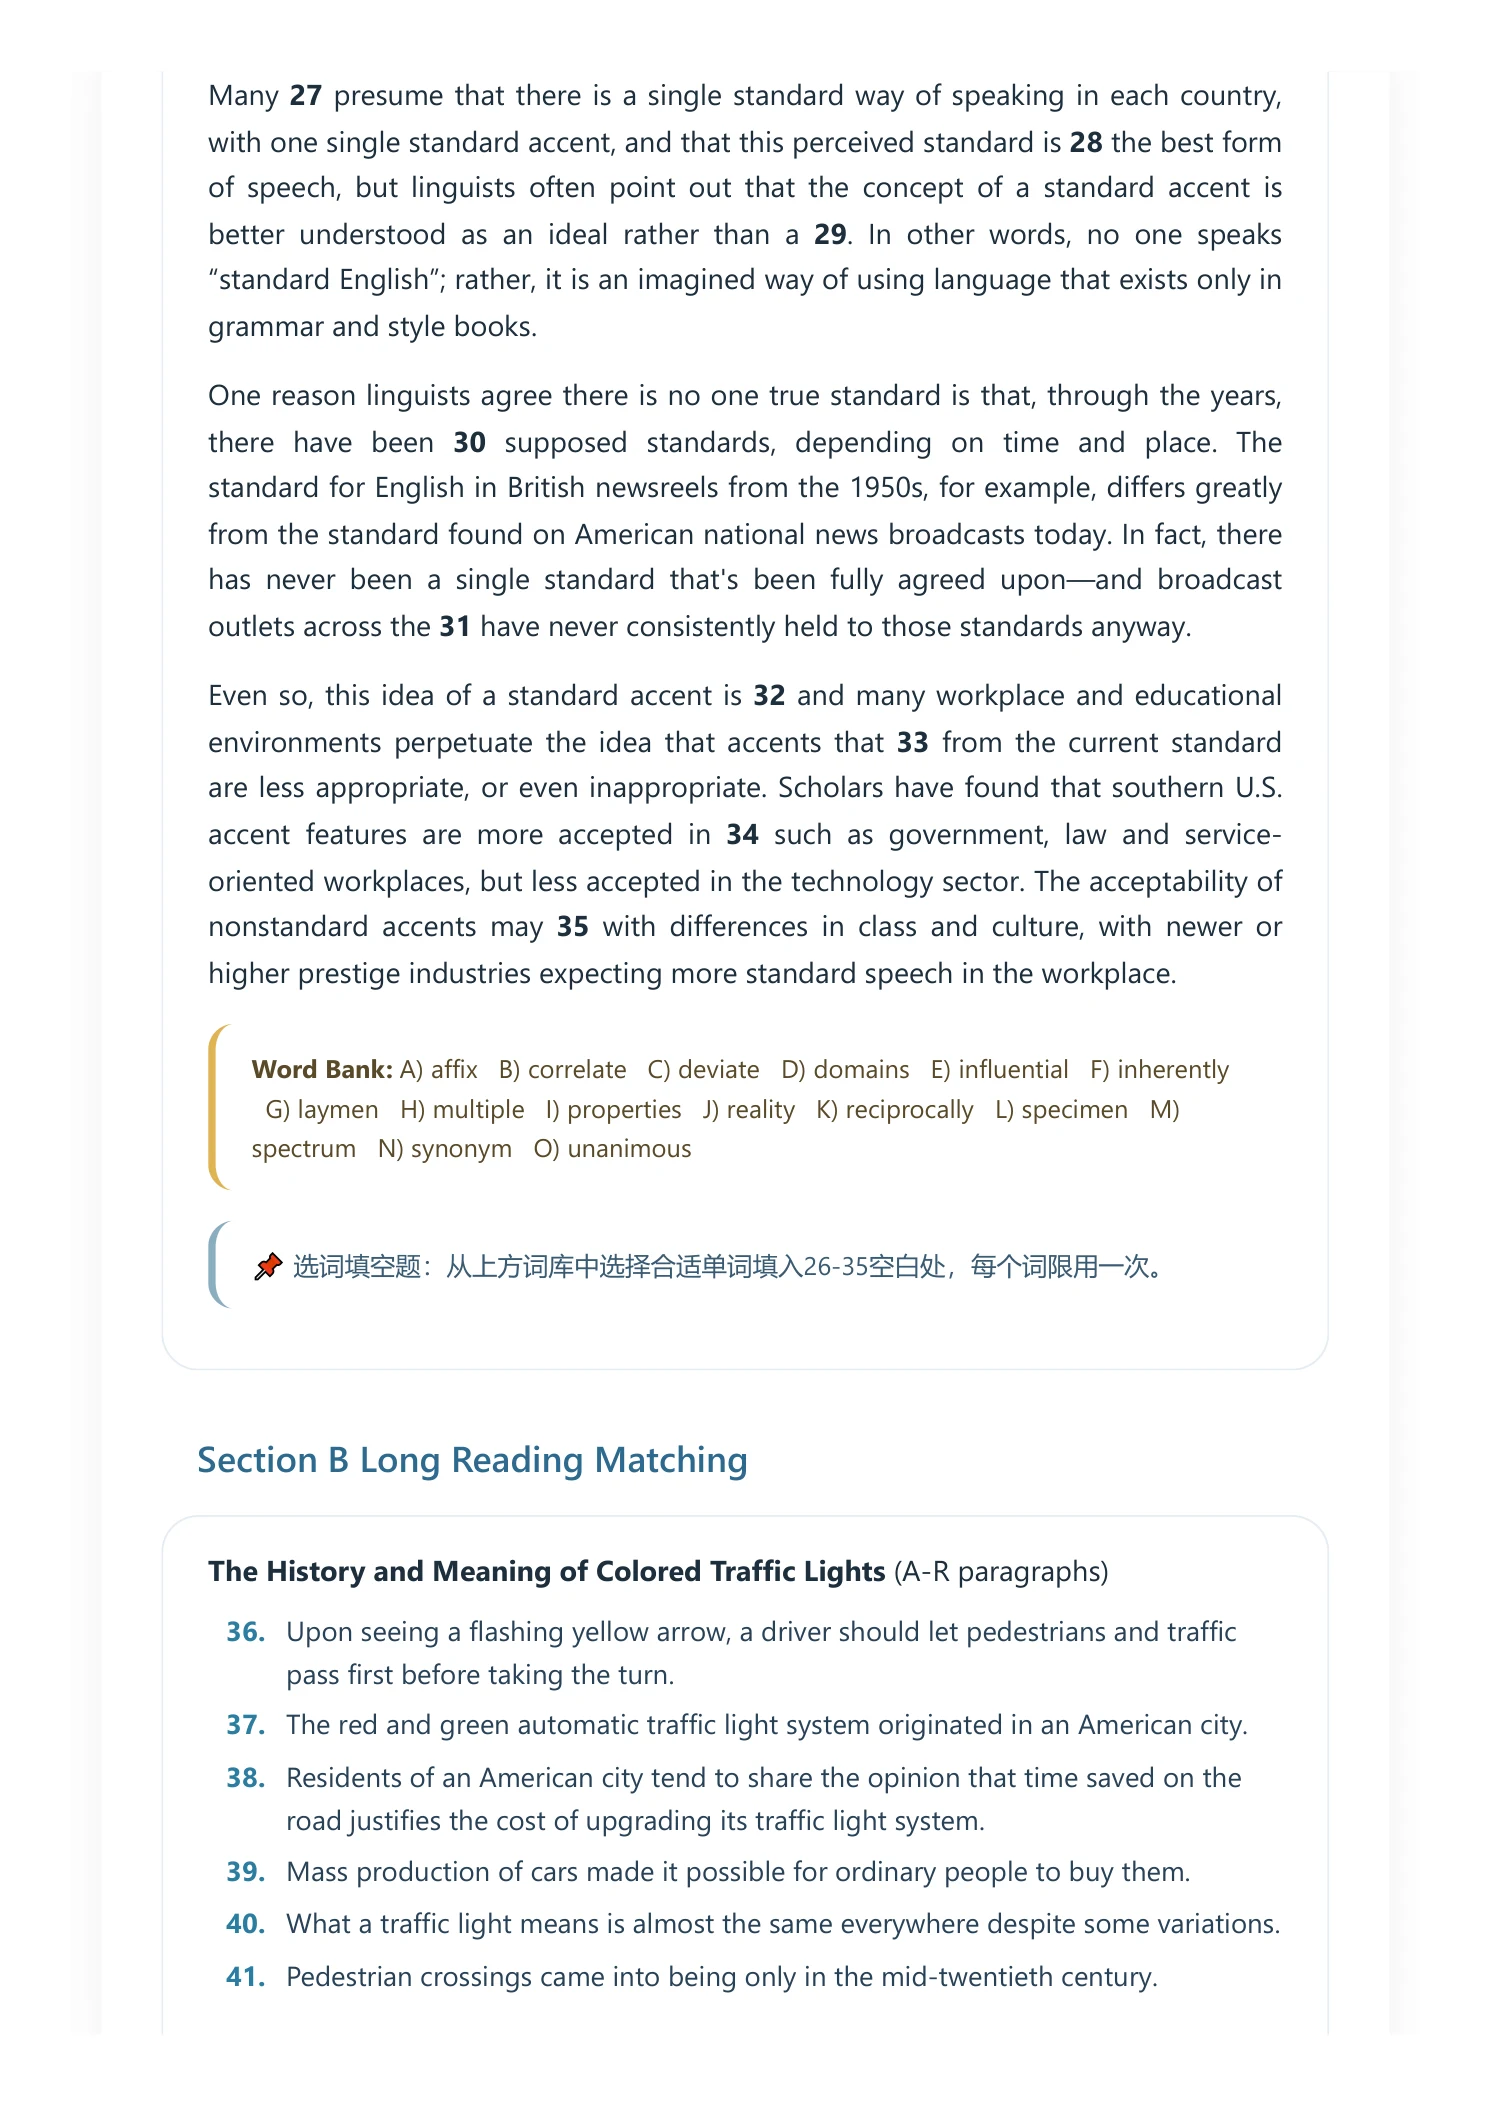 Many 27 presume that there is a single standard way of speaking in each country,
with one single standard accent, and that this perceived standard is 28 the best form
of speech, but linguists often point out that the concept of a standard accent is
better understood as an ideal rather than a 29. In other words, no one speaks
“standard English”; rather, it is an imagined way of using language that exists only in
grammar and style books.
One reason linguists agree there is no one true standard is that, through the years,
there have been 30 supposed standards, depending on time and place. The
standard for English in British newsreels from the 1950s, for example, differs greatly
from the standard found on American national news broadcasts today. In fact, there
has never been a single standard that's been fully agreed upon—and broadcast
outlets across the 31 have never consistently held to those standards anyway.
Even so, this idea of a standard accent is 32 and many workplace and educational
environments perpetuate the idea that accents that 33 from the current standard
are less appropriate, or even inappropriate. Scholars have found that southern U.S.
accent features are more accepted in 34 such as government, law and service-
oriented workplaces, but less accepted in the technology sector. The acceptability of
nonstandard accents may 35 with differences in class and culture, with newer or
higher prestige industries expecting more standard speech in the workplace.
Word Bank: A) affix B) correlate C) deviate D) domains E) influential F) inherently
G) laymen H) multiple I) properties J) reality K) reciprocally L) specimen M)
spectrum N) synonym O) unanimous
📌 选词填空题：从上方词库中选择合适单词填入26-35空白处，每个词限用一次。
Section B Long Reading Matching
The History and Meaning of Colored Traffic Lights (A-R paragraphs)
36. Upon seeing a flashing yellow arrow, a driver should let pedestrians and traffic
pass first before taking the turn.
37. The red and green automatic traffic light system originated in an American city.
38. Residents of an American city tend to share the opinion that time saved on the
road justifies the cost of upgrading its traffic light system.
39. Mass production of cars made it possible for ordinary people to buy them.
40. What a traffic light means is almost the same everywhere despite some variations.
41. Pedestrian crossings came into being only in the mid-twentieth century.